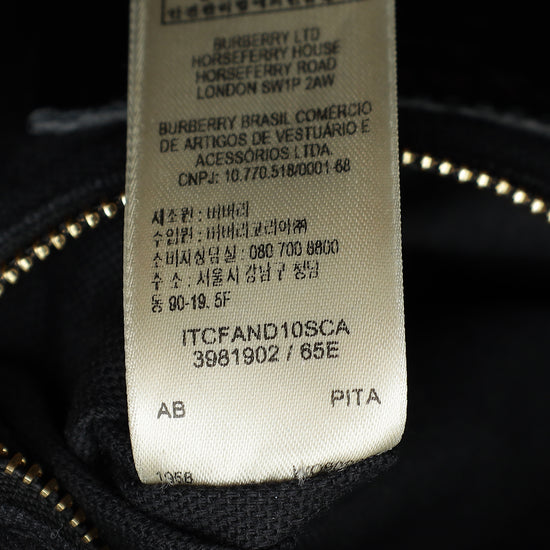 BURBERRY LTD
HORSEFERRY HOUSE
HORSEFERRY ROAD
LONDON SW1P 2AW
BURBERRY BRASIL COMÉRCIO
DE ARTIGOS DE VESTUÁRIO E
ACESSÓRIOS LTDA.
CNPJ: 10.770.518/0001-68
제조원 : 버버리
수입원 : 버버리코리아㈜
소비자상담실 : 080 700 8800
주 소 : 서울시 강남구 청담
동 90-19. 5F
ITCFAND10SCA
3981902 / 65E
AB PITA